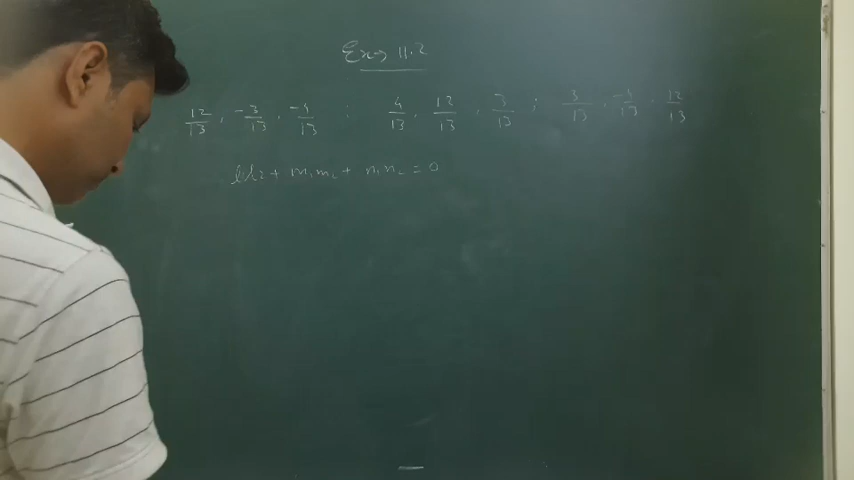 Ex → 11.2
12/13, -3/13, -4/13 ; 4/13, 12/13, 3/13 ; 3/13, -4/13, 12/13
l₁l₂ + m₁m₂ + n₁n₂ = 0